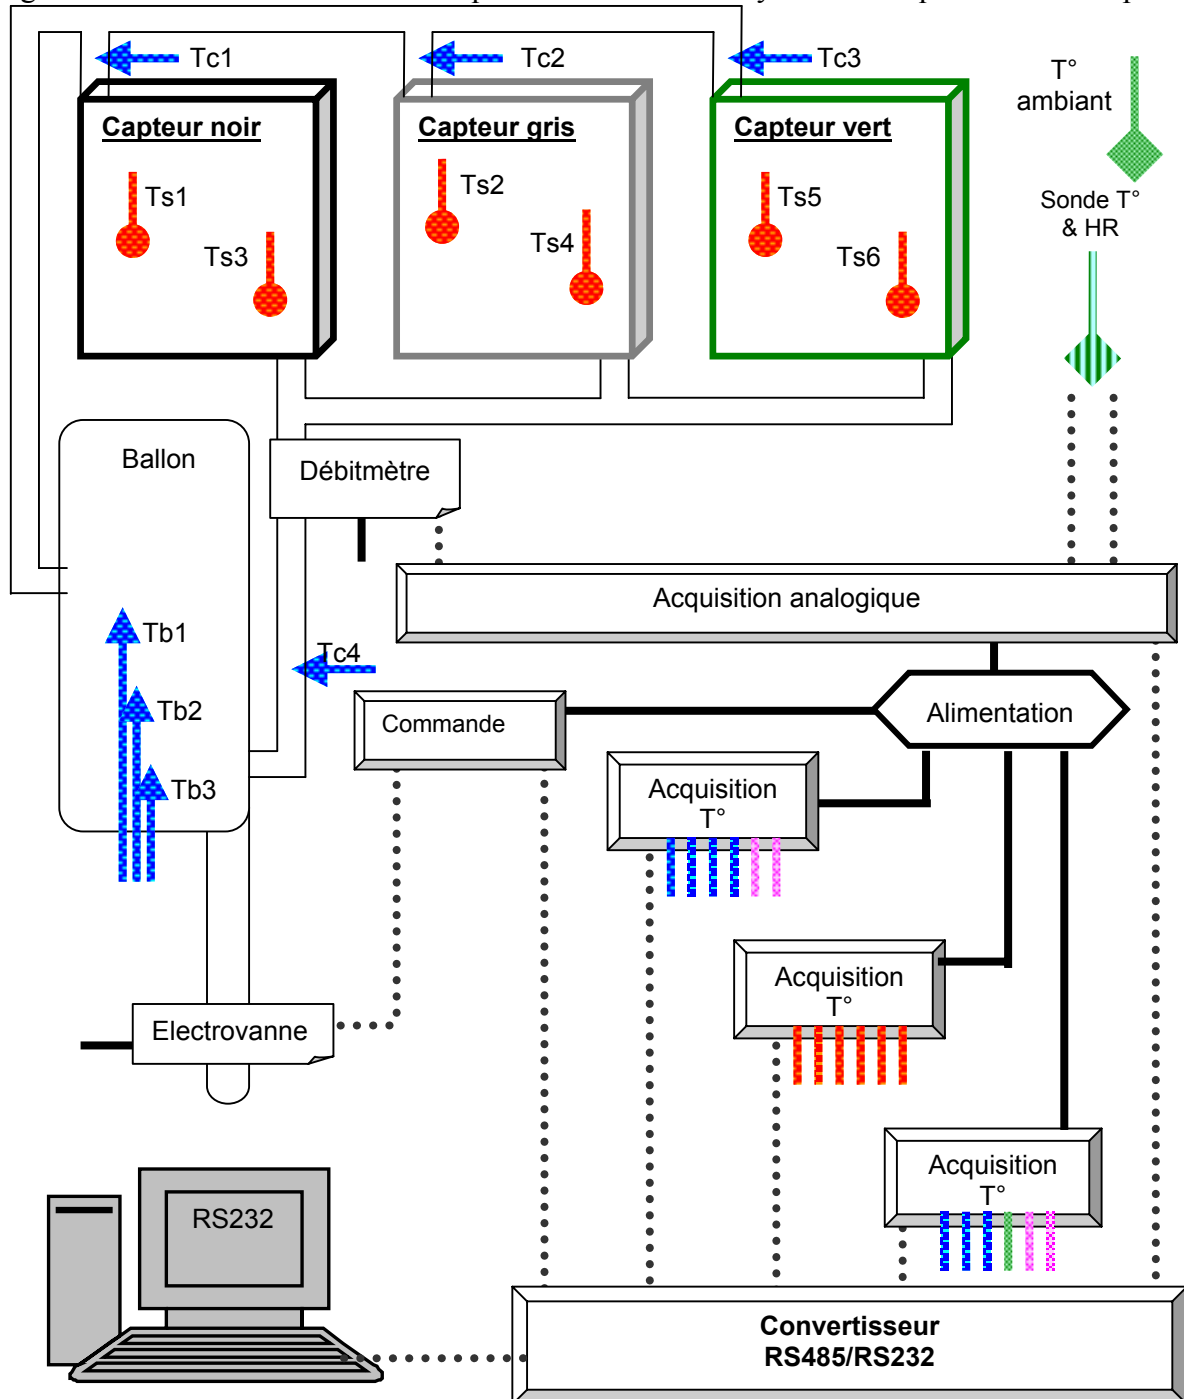 Tc1
Tc2
Tc3
T°
ambiant
Capteur noir
Capteur gris
Capteur vert
Ts1
Ts2
Ts5
Sonde T°
& HR
Ts3
Ts4
Ts6
Ballon
Débitmètre
Acquisition analogique
Tb1
Tc4
Tb2
Commande
Alimentation
Tb3
Acquisition
T°
Acquisition
T°
Electrovanne
Acquisition
T°
RS232
Convertisseur
RS485/RS232